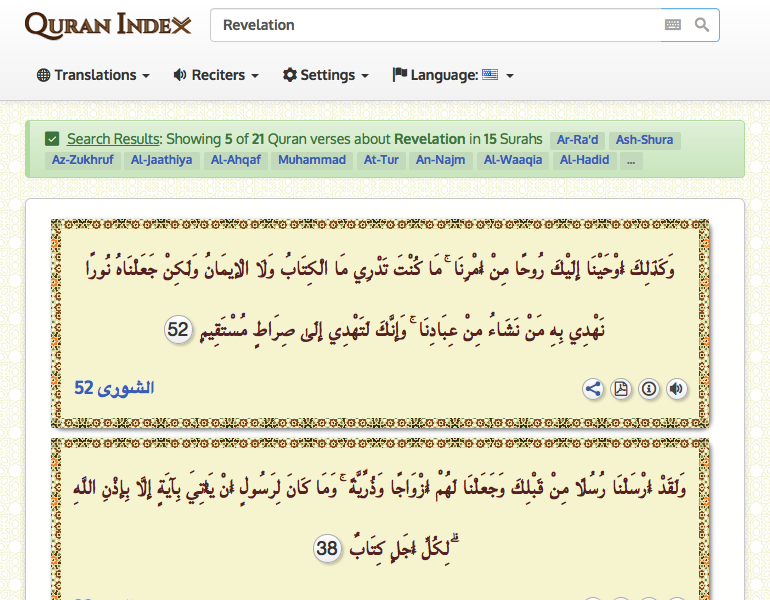 QURAN INDEX
Revelation
Translations Reciters Settings Language:
Search Results: Showing 5 of 21 Quran verses about Revelation in 15 Surahs Ar-Ra'd Ash-Shura
Az-Zukhruf Al-Jaathiya Al-Ahqaf Muhammad At-Tur An-Najm Al-Waaqia Al-Hadid ...
وَكَذَٰلِكَ أَوْحَيْنَا إِلَيْكَ رُوحًا مِنْ أَمْرِنَا ۚ مَا كُنْتَ تَدْرِي مَا الْكِتَابُ وَلَا الْإِيمَانُ وَلَٰكِنْ جَعَلْنَاهُ نُورًا
نَهْدِي بِهِ مَنْ نَشَاءُ مِنْ عِبَادِنَا ۚ وَإِنَّكَ لَتَهْدِي إِلَىٰ صِرَاطٍ مُسْتَقِيمٍ 52
الشورى 52
وَلَقَدْ أَرْسَلْنَا رُسُلًا مِنْ قَبْلِكَ وَجَعَلْنَا لَهُمْ أَزْوَاجًا وَذُرِّيَّةً ۚ وَمَا كَانَ لِرَسُولٍ أَنْ يَأْتِيَ بِآيَةٍ إِلَّا بِإِذْنِ اللَّهِ
ۗ لِكُلِّ أَجَلٍ كِتَابٌ 38